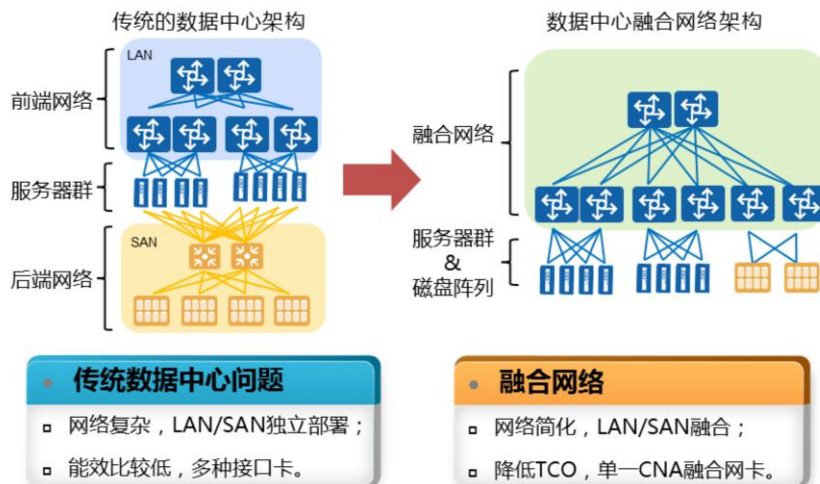 传统的数据中心架构
LAN
前端网络
服务器群
SAN
后端网络
数据中心融合网络架构
融合网络
服务器群
&
磁盘阵列
传统数据中心问题
网络复杂，LAN/SAN独立部署；
能效比较低，多种接口卡。
融合网络
网络简化，LAN/SAN融合；
降低TCO，单一CNA融合网卡。